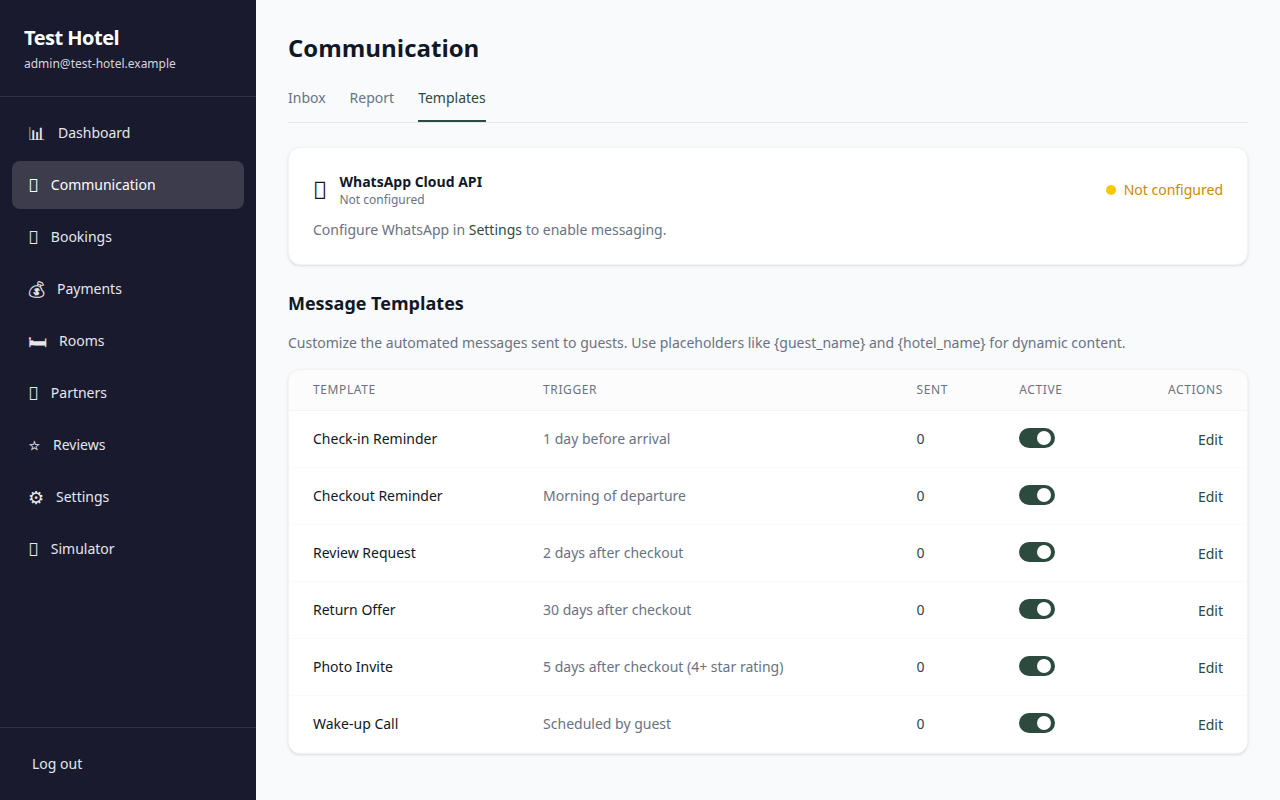 Test Hotel
admin@test-hotel.example
Dashboard
Communication
Bookings
Payments
Rooms
Partners
Reviews
Settings
Simulator
Log out
Communication
Inbox Report Templates
WhatsApp Cloud API
Not configured
Not configured
Configure WhatsApp in Settings to enable messaging.
Message Templates
Customize the automated messages sent to guests. Use placeholders like {guest_name} and {hotel_name} for dynamic content.
TEMPLATE TRIGGER SENT ACTIVE ACTIONS
Check-in Reminder 1 day before arrival 0 Edit
Checkout Reminder Morning of departure 0 Edit
Review Request 2 days after checkout 0 Edit
Return Offer 30 days after checkout 0 Edit
Photo Invite 5 days after checkout (4+ star rating) 0 Edit
Wake-up Call Scheduled by guest 0 Edit